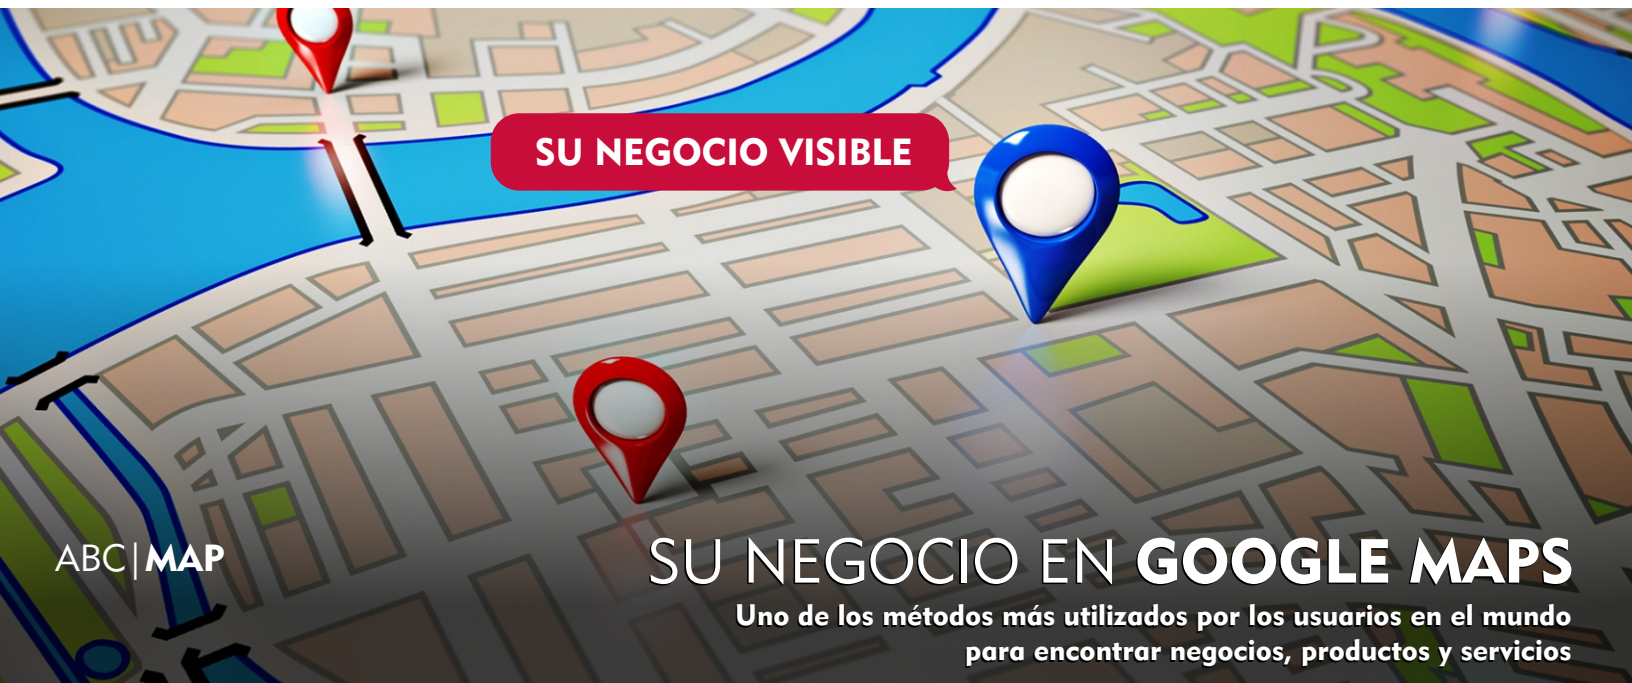 SU NEGOCIO VISIBLE
ABC|MAP
SU NEGOCIO EN GOOGLE MAPS
Uno de los métodos más utilizados por los usuarios en el mundo
para encontrar negocios, productos y servicios